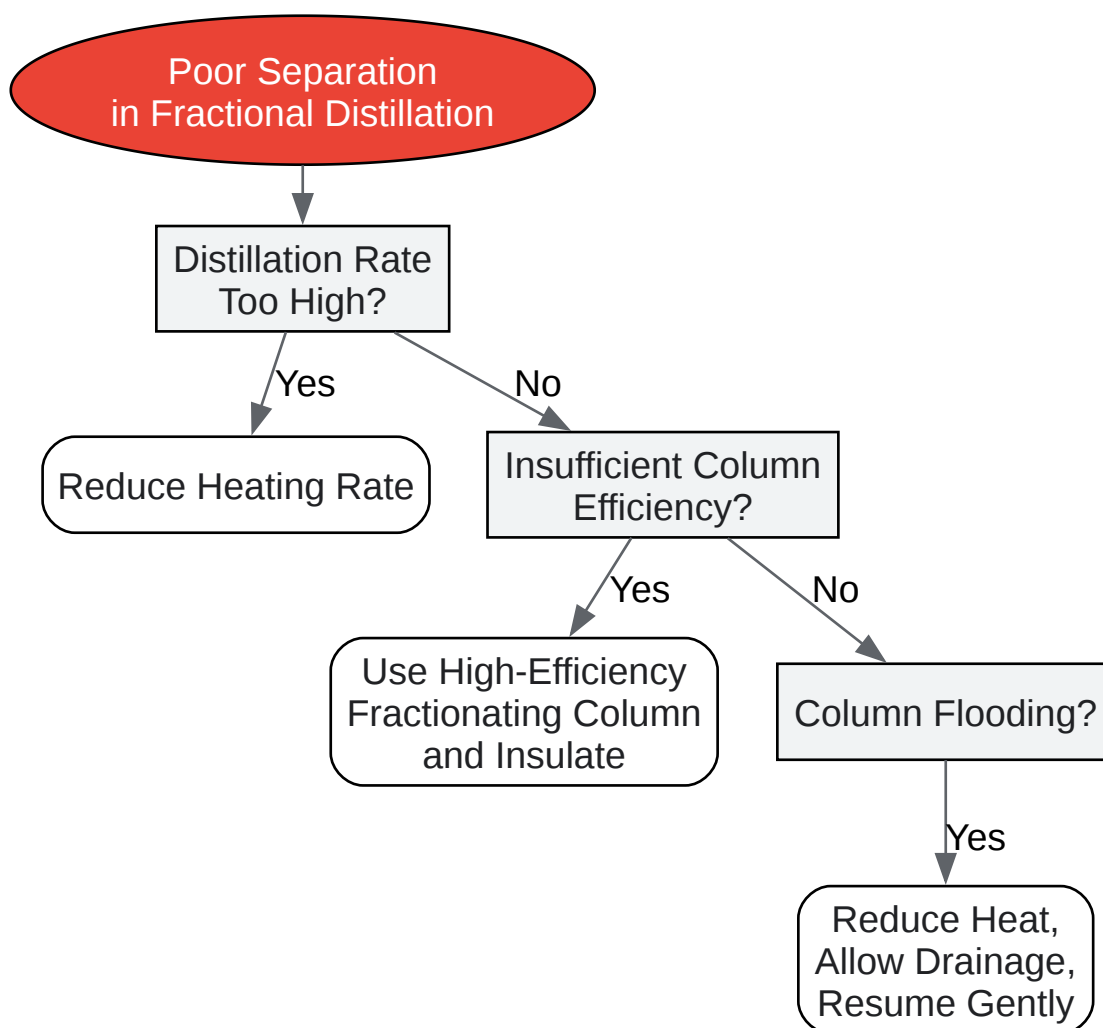 Poor Separation
in Fractional Distillation
Distillation Rate
Too High?
Yes
No
Reduce Heating Rate
Insufficient Column
Efficiency?
Yes
No
Use High-Efficiency
Fractionating Column
and Insulate
Column Flooding?
Yes
Reduce Heat,
Allow Drainage,
Resume Gently